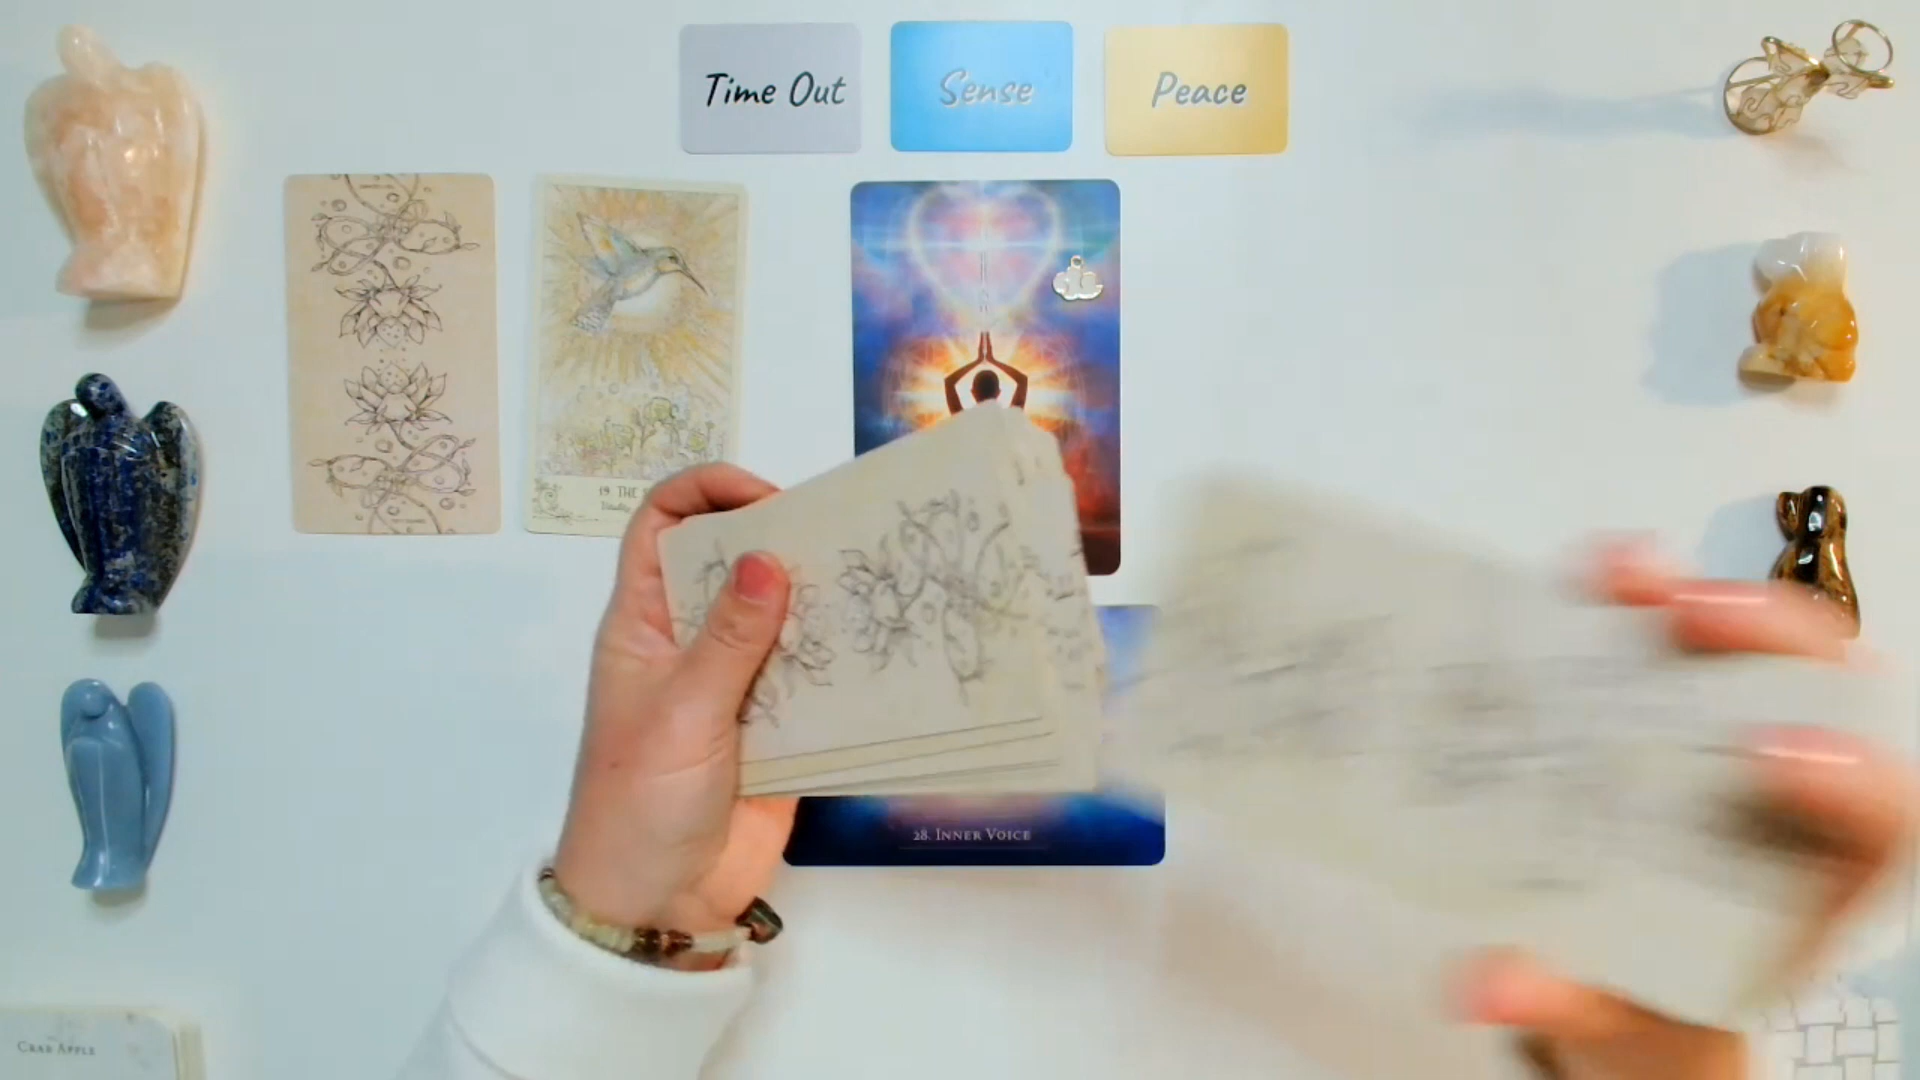 Time Out
Sense
Peace
19. THE
28. INNER VOICE
CRAB APPLE